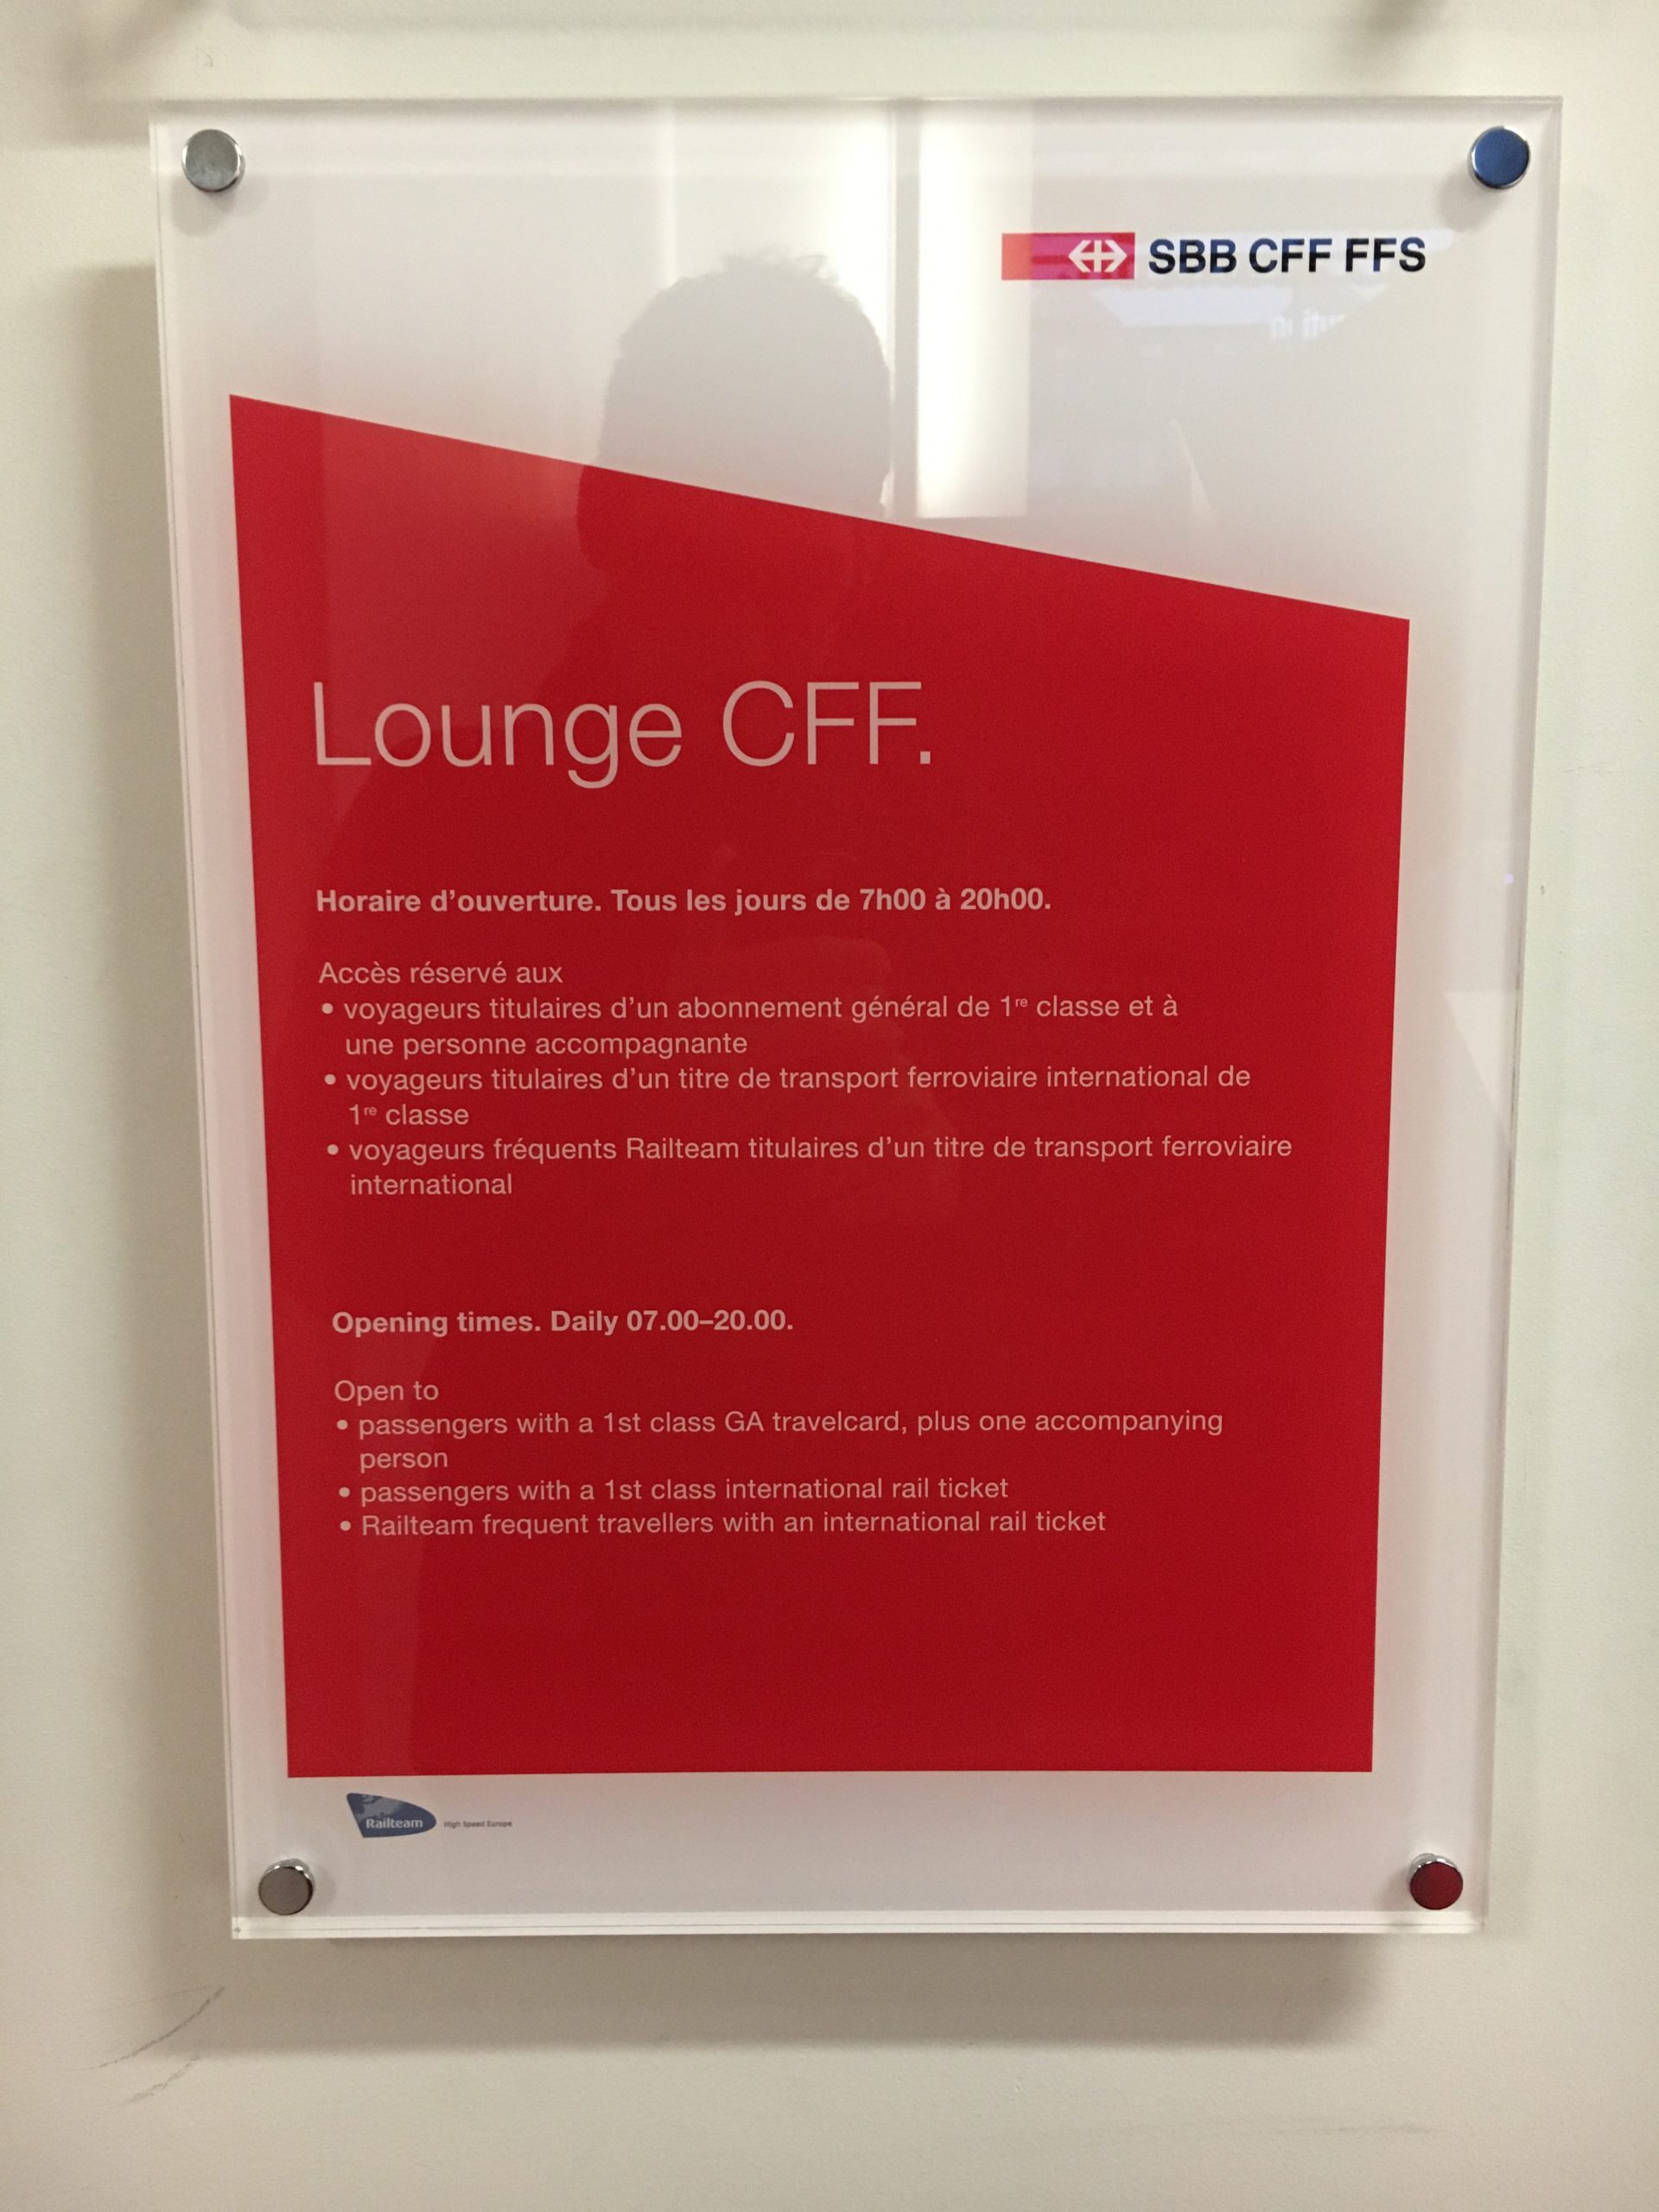 SBB CFF FFS
Lounge CFF.
Horaire d'ouverture. Tous les jours de 7h00 à 20h00.
Accès réservé aux
• voyageurs titulaires d'un abonnement général de 1re classe et à
une personne accompagnante
• voyageurs titulaires d'un titre de transport ferroviaire international de
1re classe
• voyageurs fréquents Railteam titulaires d'un titre de transport ferroviaire
international
Opening times. Daily 07.00–20.00.
Open to
• passengers with a 1st class GA travelcard, plus one accompanying
person
• passengers with a 1st class international rail ticket
• Railteam frequent travellers with an international rail ticket
Railteam High Speed Europe